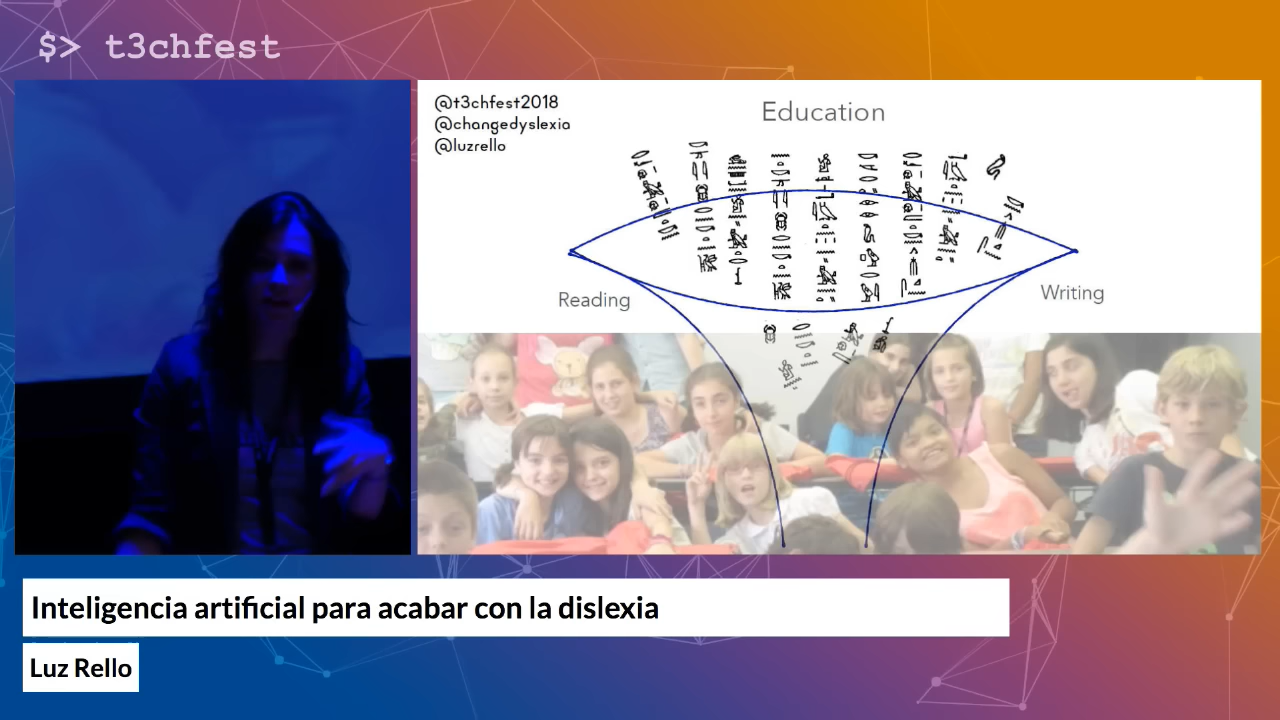 $> t3chfest
@t3chfest2018
@changedyslexia
@luzrello
Education
Reading
Writing
Inteligencia artificial para acabar con la dislexia
Luz Rello